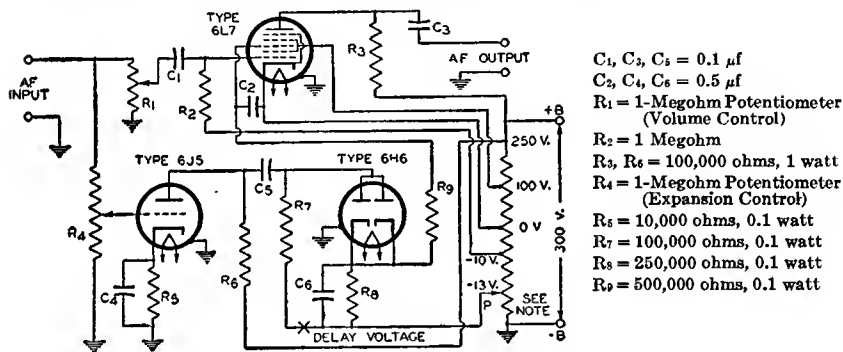 TYPE
6L7
C3
R3
AF
INPUT
AF OUTPUT
C1
R1
R2
C2
+B
250 V.
TYPE 6J5
C5
TYPE 6H6
R9
100 V.
R4
R7
0 V
300 V.
-10 V.
C4
R5
R6
C6
R8
-13 V.
P
SEE
NOTE
DELAY VOLTAGE
-B
C1, C3, C5 = 0.1 µf
C2, C4, C6 = 0.5 µf
R1 = 1-Megohm Potentiometer
(Volume Control)
R2 = 1 Megohm
R3, R6 = 100,000 ohms, 1 watt
R4 = 1-Megohm Potentiometer
(Expansion Control)
R5 = 10,000 ohms, 0.1 watt
R7 = 100,000 ohms, 0.1 watt
R8 = 250,000 ohms, 0.1 watt
R9 = 500,000 ohms, 0.1 watt